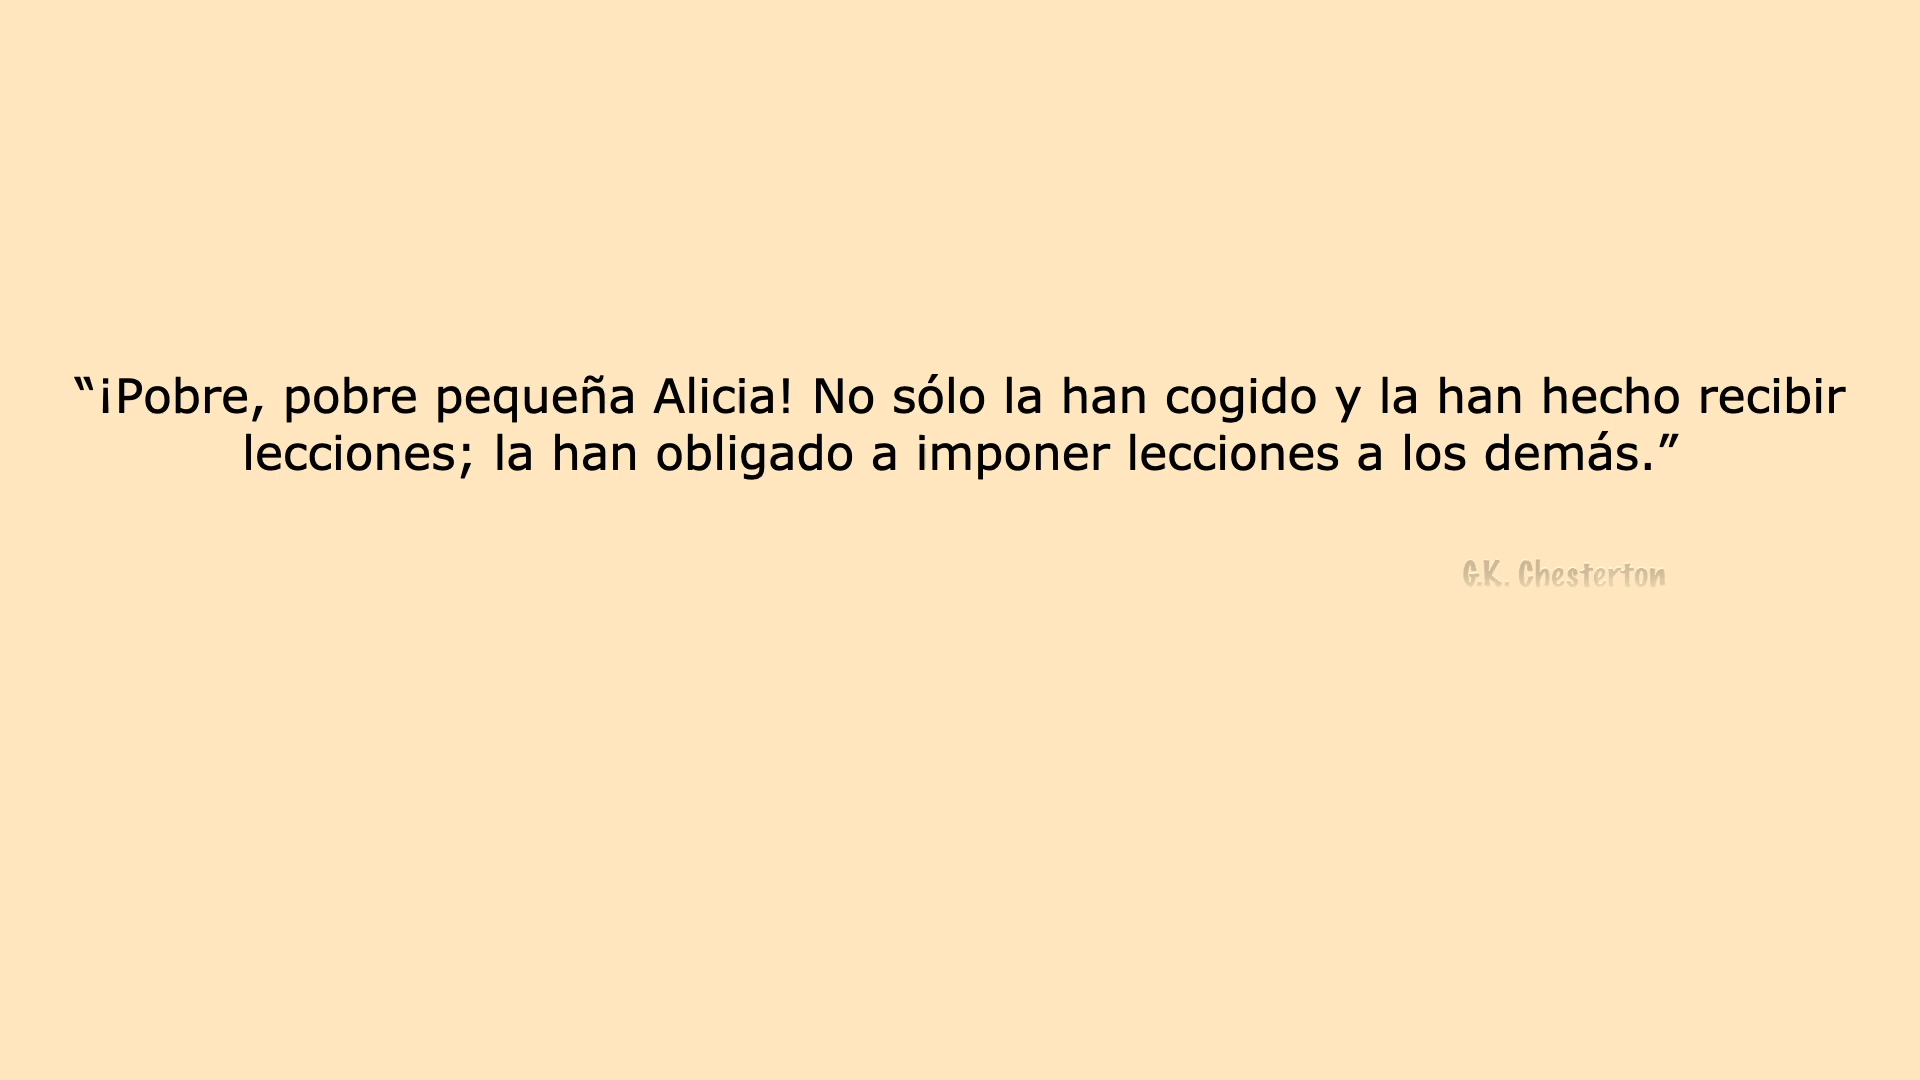 “¡Pobre, pobre pequeña Alicia! No sólo la han cogido y la han hecho recibir
lecciones; la han obligado a imponer lecciones a los demás.”
G.K. Chesterton